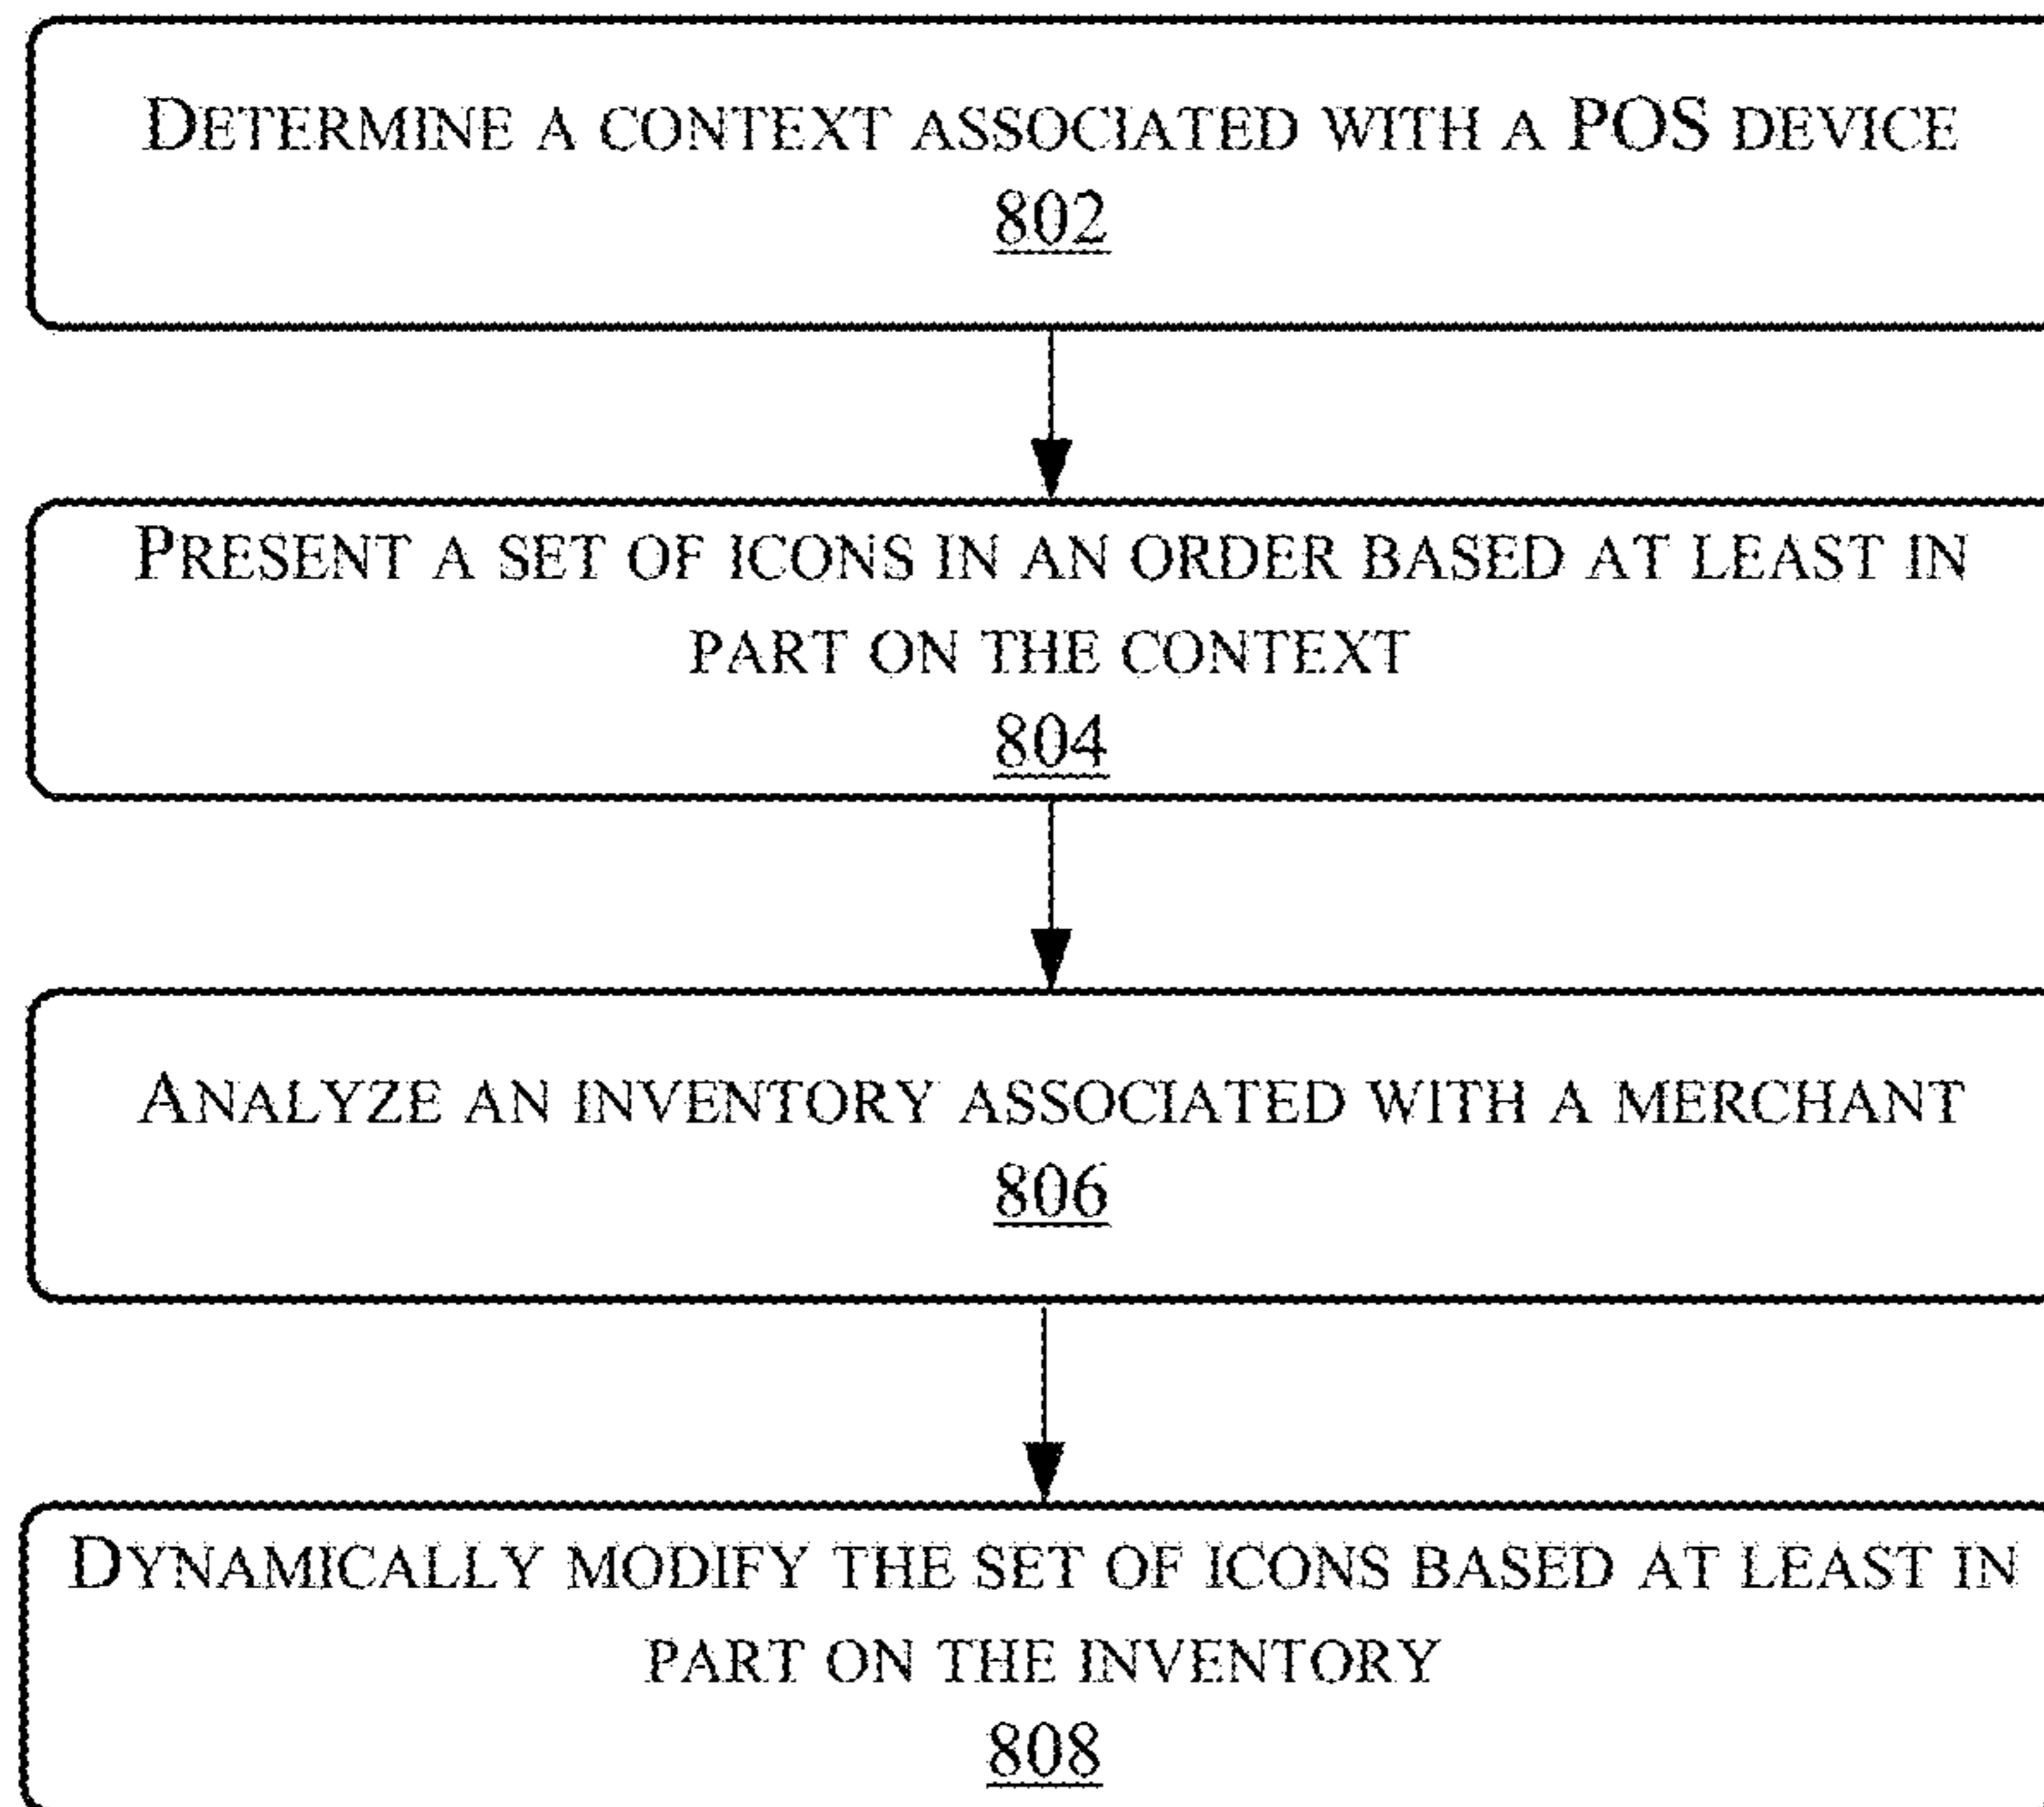 DETERMINE A CONTEXT ASSOCIATED WITH A POS DEVICE
802
PRESENT A SET OF ICONS IN AN ORDER BASED AT LEAST IN
PART ON THE CONTEXT
804
ANALYZE AN INVENTORY ASSOCIATED WITH A MERCHANT
806
DYNAMICALLY MODIFY THE SET OF ICONS BASED AT LEAST IN
PART ON THE INVENTORY
808